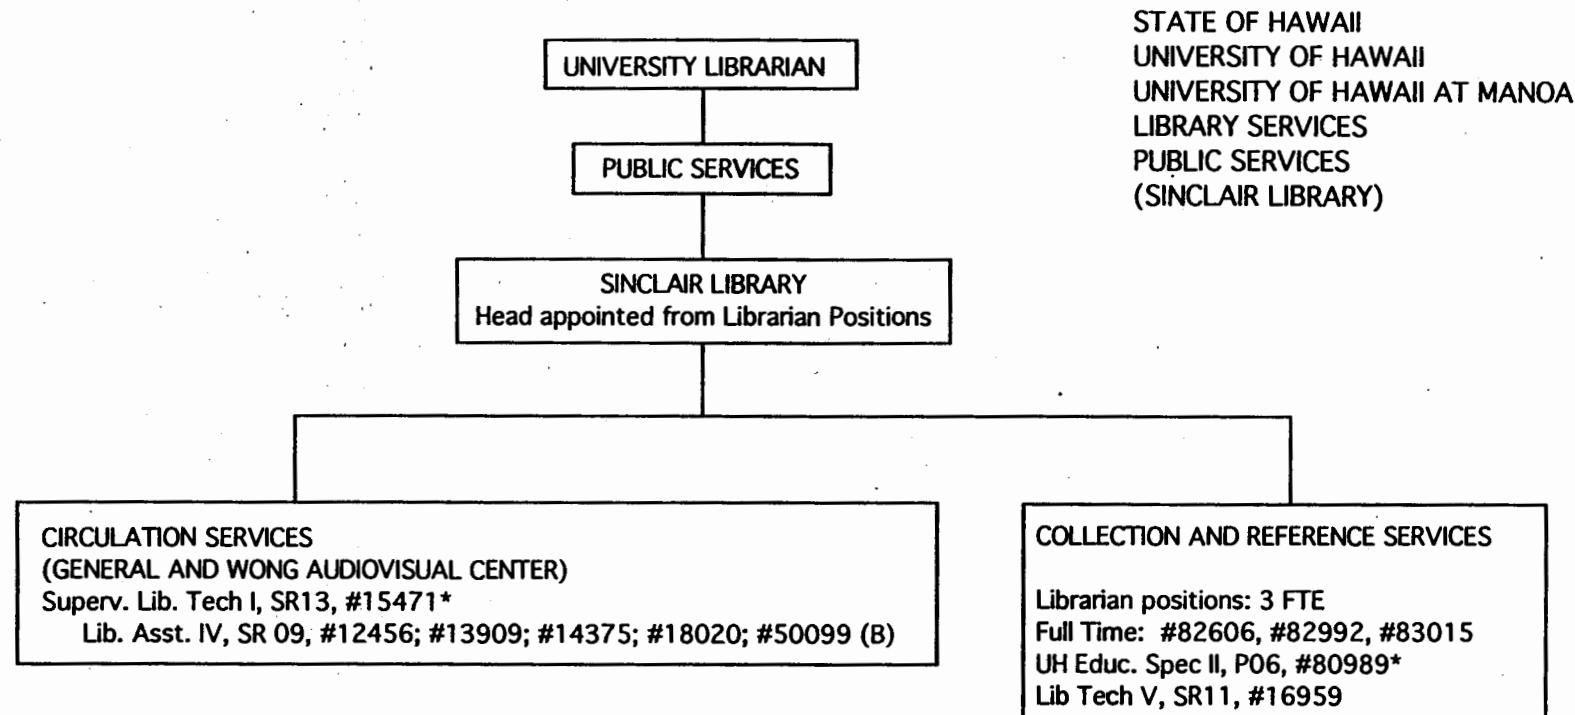 STATE OF HAWAII
UNIVERSITY OF HAWAII
UNIVERSITY OF HAWAII AT MANOA
LIBRARY SERVICES
PUBLIC SERVICES
(SINCLAIR LIBRARY)
UNIVERSITY LIBRARIAN
PUBLIC SERVICES
SINCLAIR LIBRARY
Head appointed from Librarian Positions
CIRCULATION SERVICES
(GENERAL AND WONG AUDIOVISUAL CENTER)
Superv. Lib. Tech I, SR13, #15471*
Lib. Asst. IV, SR 09, #12456; #13909; #14375; #18020; #50099 (B)
COLLECTION AND REFERENCE SERVICES
Librarian positions: 3 FTE
Full Time: #82606, #82992, #83015
UH Educ. Spec II, P06, #80989*
Lib Tech V, SR11, #16959